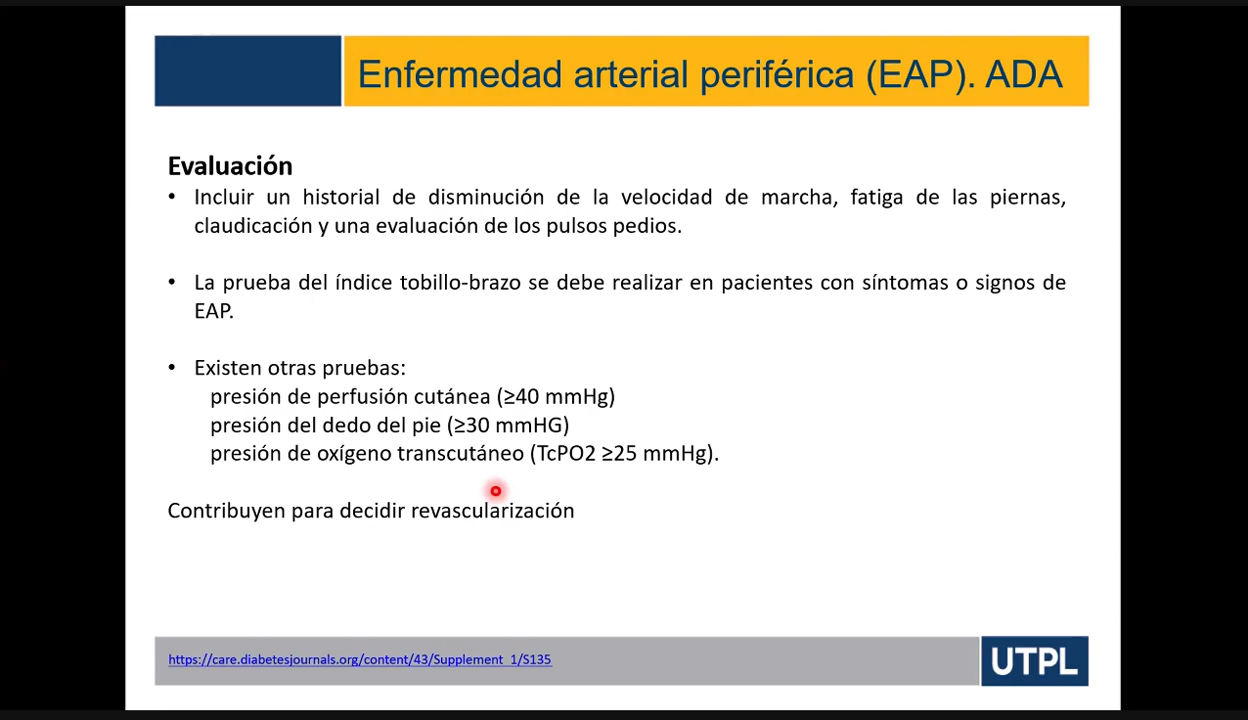 Enfermedad arterial periférica (EAP). ADA
Evaluación
• Incluir un historial de disminución de la velocidad de marcha, fatiga de las piernas,
claudicación y una evaluación de los pulsos pedios.
• La prueba del índice tobillo-brazo se debe realizar en pacientes con síntomas o signos de
EAP.
• Existen otras pruebas:
presión de perfusión cutánea (≥40 mmHg)
presión del dedo del pie (≥30 mmHG)
presión de oxígeno transcutáneo (TcPO2 ≥25 mmHg).
Contribuyen para decidir revascularización
https://care.diabetesjournals.org/content/43/Supplement_1/S135
UTPL